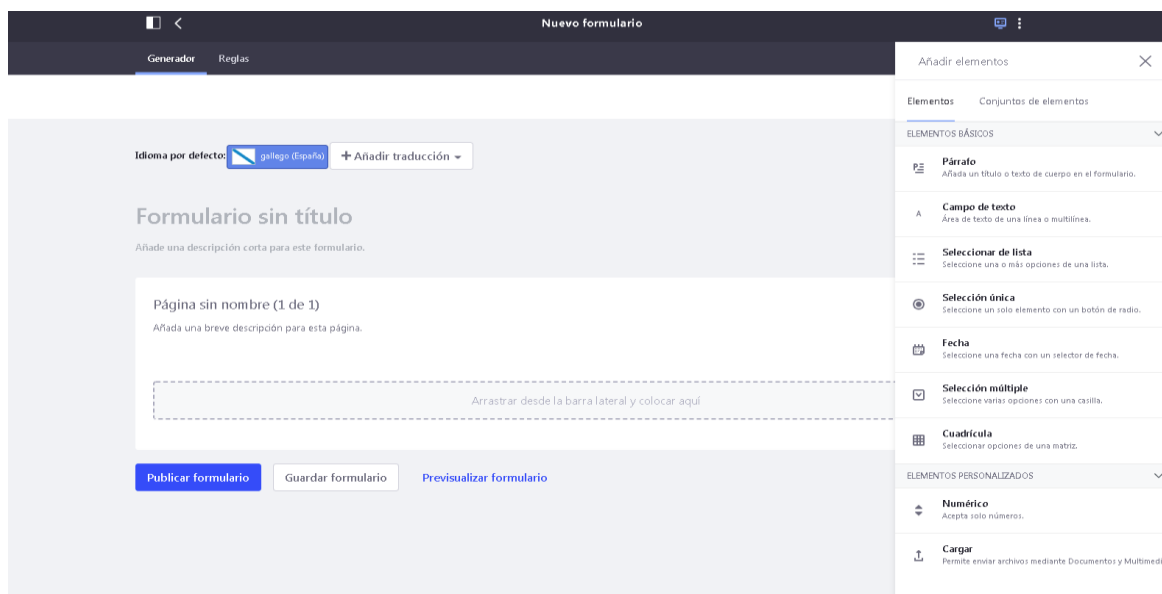 Nuevo formulario
Generador Reglas
Idioma por defecto: gallego (España) + Añadir traducción
Formulario sin título
Añade una descripción corta para este formulario.
Página sin nombre (1 de 1)
Añada una breve descripción para esta página.
Arrastrar desde la barra lateral y colocar aquí
Publicar formulario Guardar formulario Previsualizar formulario
Añadir elementos
Elementos Conjuntos de elementos
ELEMENTOS BÁSICOS
Párrafo
Añada un título o texto de cuerpo en el formulario.
Campo de texto
Área de texto de una línea o multilínea.
Seleccionar de lista
Seleccione una o más opciones de una lista.
Selección única
Seleccione un solo elemento con un botón de radio.
Fecha
Seleccione una fecha con un selector de fecha.
Selección múltiple
Seleccione varias opciones con una casilla.
Cuadrícula
Seleccionar opciones de una matriz.
ELEMENTOS PERSONALIZADOS
Numérico
Acepta solo números.
Cargar
Permite enviar archivos mediante Documentos y Multimedi